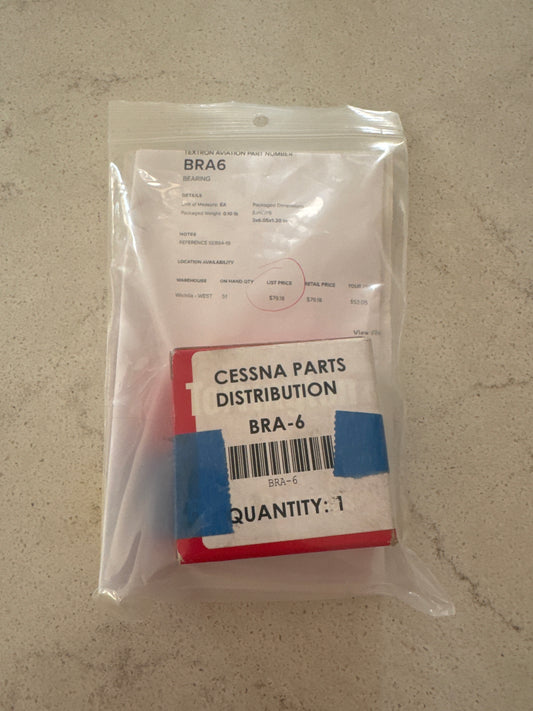 TEXTRON AVIATION PART NUMBER
BRA6
BEARING
DETAILS
Unit of Measure: EA Packaged Dimensions
Packaged Weight: 0.10 lb
NOTES
LOCATION AVAILABILITY
WAREHOUSE ON HAND QTY LIST PRICE RETAIL PRICE YOUR
Wichita - WEST 51 $79.18 $79.18 $53.05
View
CESSNA PARTS
DISTRIBUTION
BRA-6
BRA-6
QUANTITY: 1